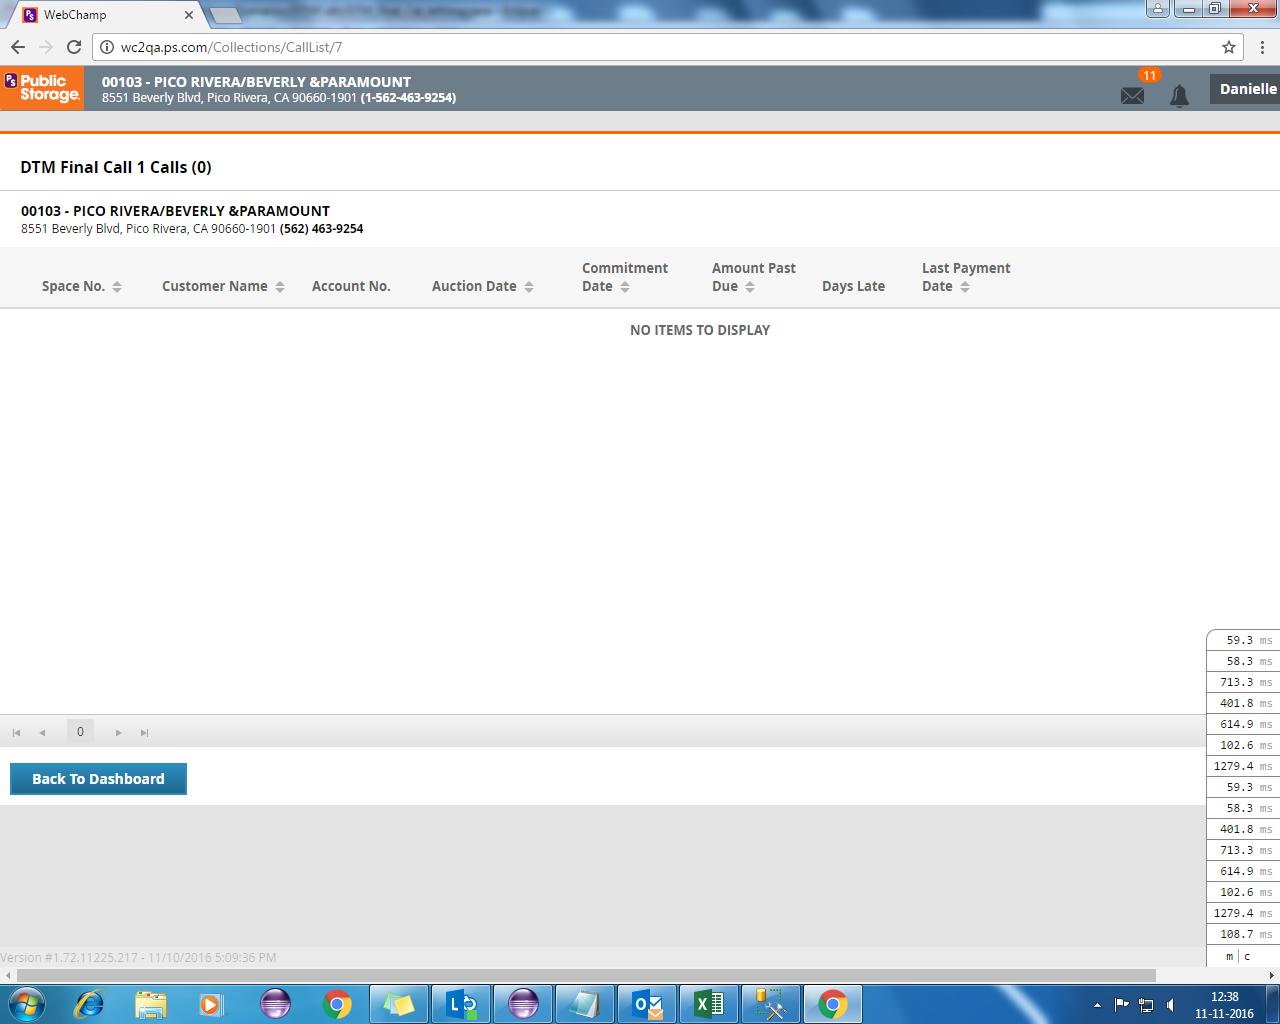 WebChamp
wc2qa.ps.com/Collections/CallList/7
PS Public Storage.
00103 - PICO RIVERA/BEVERLY &PARAMOUNT
8551 Beverly Blvd, Pico Rivera, CA 90660-1901 (1-562-463-9254)
11
Danielle
DTM Final Call 1 Calls (0)
00103 - PICO RIVERA/BEVERLY &PARAMOUNT
8551 Beverly Blvd, Pico Rivera, CA 90660-1901 (562) 463-9254
Space No. Customer Name Account No. Auction Date Commitment Date Amount Past Due Days Late Last Payment Date
NO ITEMS TO DISPLAY
59.3 ms
58.3 ms
713.3 ms
401.8 ms
614.9 ms
102.6 ms
1279.4 ms
59.3 ms
58.3 ms
401.8 ms
713.3 ms
614.9 ms
102.6 ms
1279.4 ms
108.7 ms
m | c
0
Back To Dashboard
Version #1.72.11225.217 - 11/10/2016 5:09:36 PM
12:38
11-11-2016